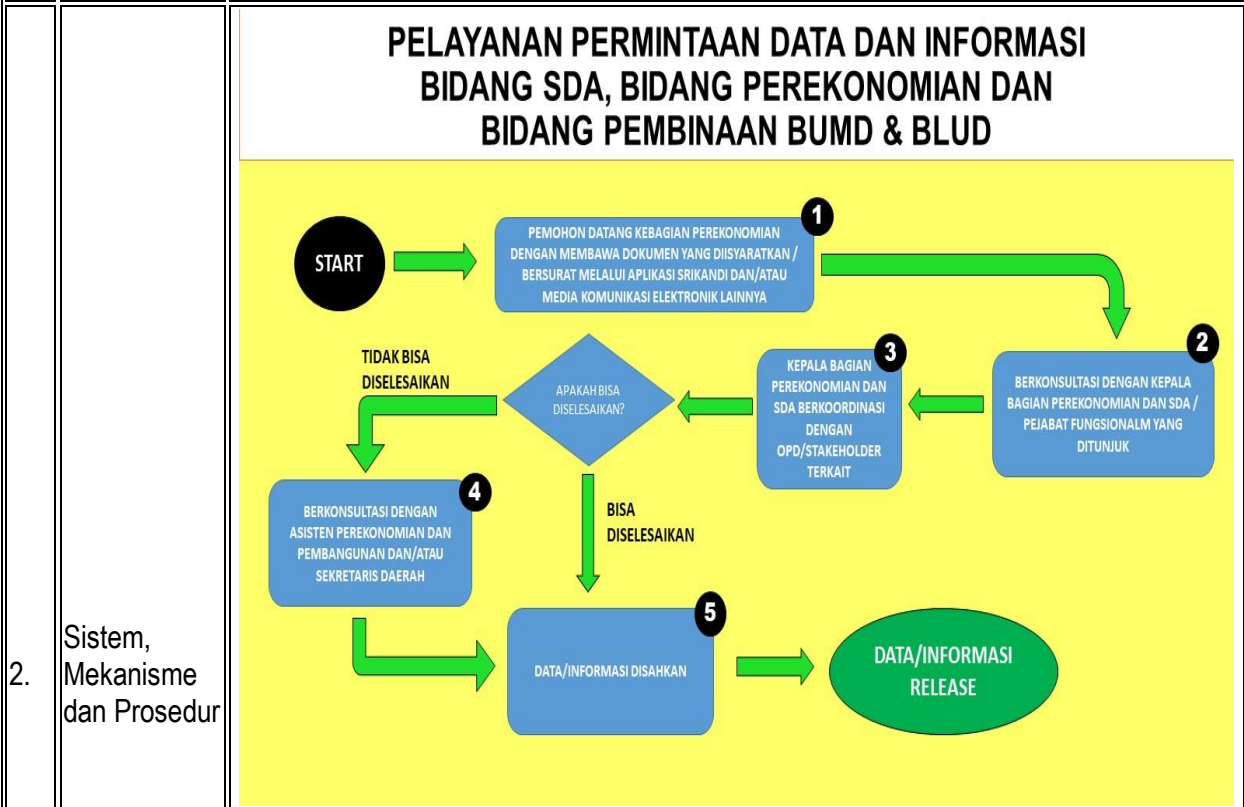 PELAYANAN PERMINTAAN DATA DAN INFORMASI
BIDANG SDA, BIDANG PEREKONOMIAN DAN
BIDANG PEMBINAAN BUMD & BLUD
START
1
PEMOHON DATANG KEBAGIAN PEREKONOMIAN
DENGAN MEMBAWA DOKUMEN YANG DIISYARATKAN /
BERSURAT MELALUI APLIKASI SRIKANDI DAN/ATAU
MEDIA KOMUNIKASI ELEKTRONIK LAINNYA
2
BERKONSULTASI DENGAN KEPALA
BAGIAN PEREKONOMIAN DAN SDA /
PEJABAT FUNGSIONALM YANG
DITUNJUK
3
KEPALA BAGIAN
PEREKONOMIAN DAN
SDA BERKOORDINASI
DENGAN
OPD/STAKEHOLDER
TERKAIT
APAKAH BISA
DISELESAIKAN?
TIDAK BISA
DISELESAIKAN
4
BERKONSULTASI DENGAN
ASISTEN PEREKONOMIAN DAN
PEMBANGUNAN DAN/ATAU
SEKRETARIS DAERAH
BISA
DISELESAIKAN
5
DATA/INFORMASI DISAHKAN
DATA/INFORMASI
RELEASE
2.
Sistem,
Mekanisme
dan Prosedur